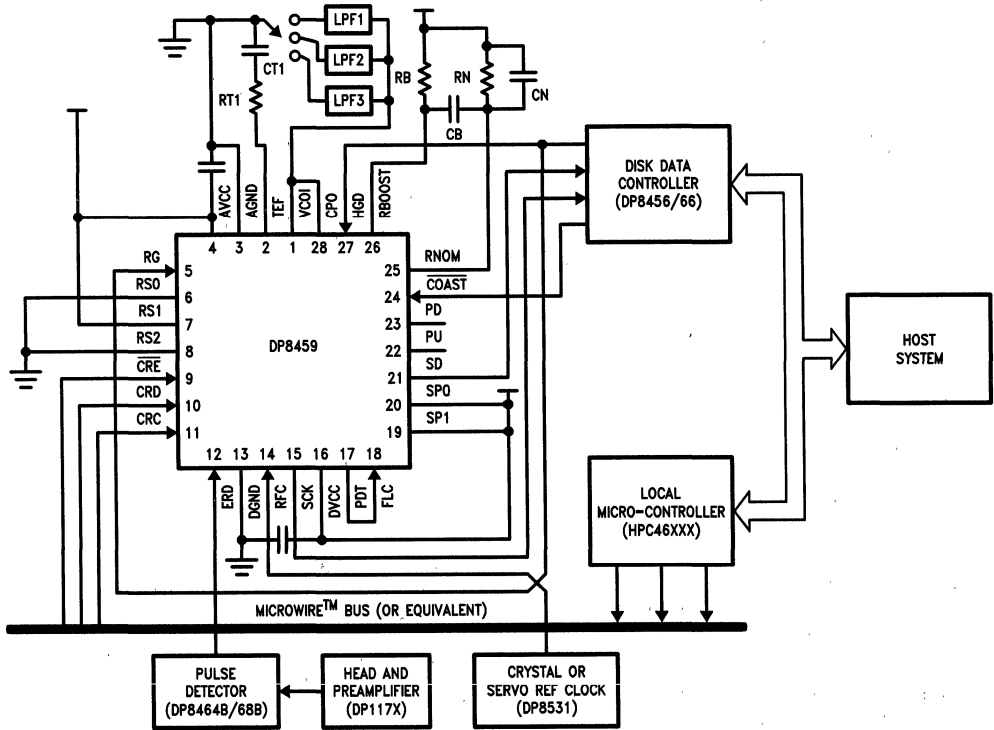 LPF1
CT1
LPF2
RT1
LPF3
RB
RN
CN
CB
AVCC
AGND
TEF
VCOI
CPO
HGD
RBOOST
4
3
2
1
28
27
26
DISK DATA
CONTROLLER
(DP8456/66)
RG
5
RS0
6
RS1
7
RS2
8
CRE
9
CRD
10
CRC
11
DP8459
25
RNOM
24
COAST
23
PD
22
PU
21
SD
20
SP0
19
SP1
HOST
SYSTEM
12
13
14
15
16
17
18
ERD
DGND
RFC
SCK
DVCC
PDT
FLC
LOCAL
MICRO-CONTROLLER
(HPC46XXX)
MICROWIRE™ BUS (OR EQUIVALENT)
PULSE
DETECTOR
(DP8464B/68B)
HEAD AND
PREAMPLIFIER
(DP117X)
CRYSTAL OR
SERVO REF CLOCK
(DP8531)